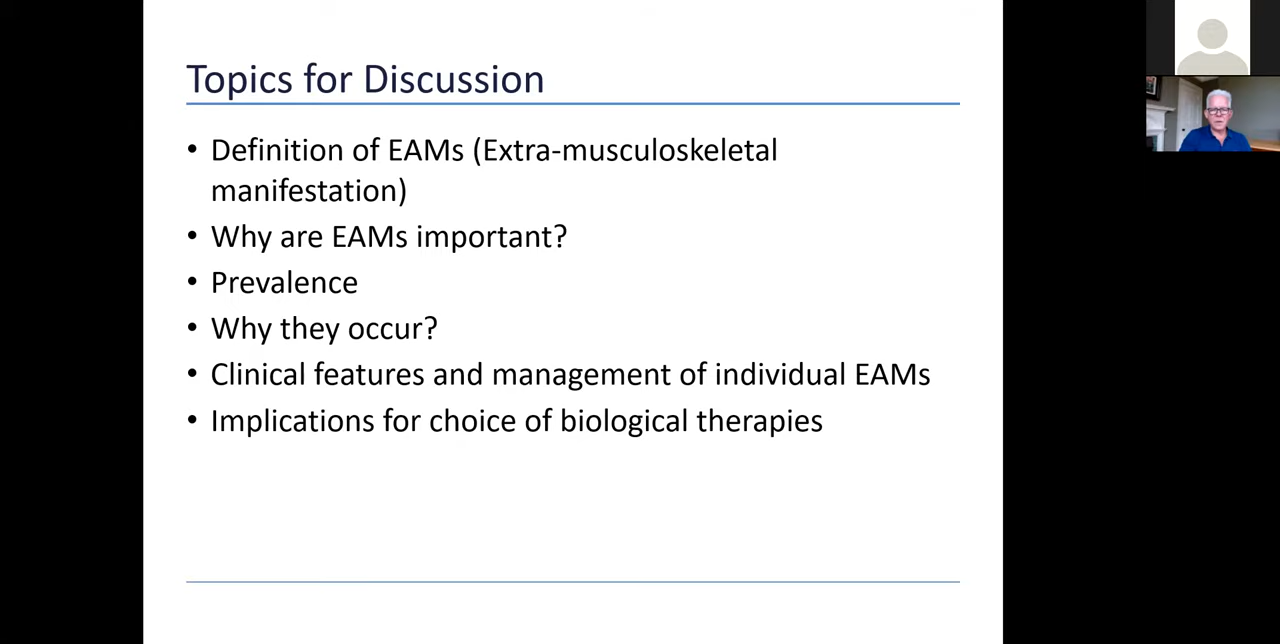 Topics for Discussion
• Definition of EAMs (Extra-musculoskeletal
manifestation)
• Why are EAMs important?
• Prevalence
• Why they occur?
• Clinical features and management of individual EAMs
• Implications for choice of biological therapies